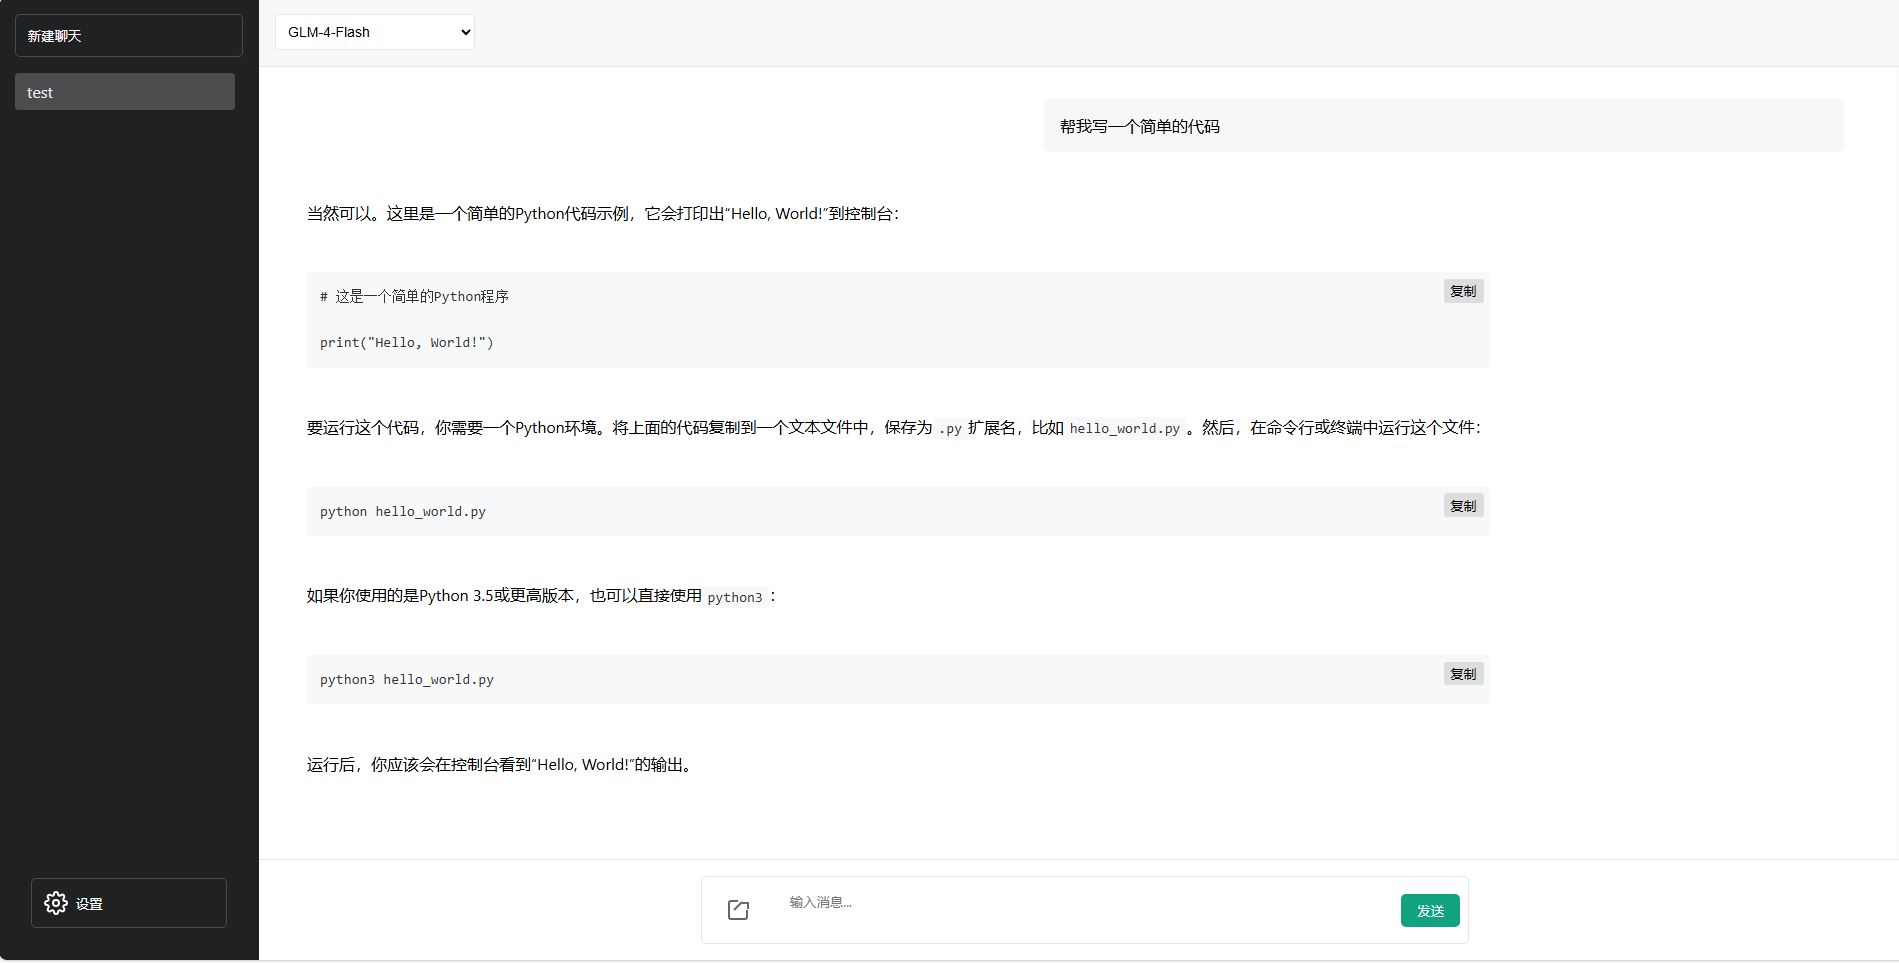 新建聊天
test
GLM-4-Flash
帮我写一个简单的代码
当然可以。这里是一个简单的Python代码示例，它会打印出“Hello, World!”到控制台：
复制
# 这是一个简单的Python程序
print("Hello, World!")
要运行这个代码，你需要一个Python环境。将上面的代码复制到一个文本文件中，保存为 .py 扩展名，比如 hello_world.py 。然后，在命令行或终端中运行这个文件：
复制
python hello_world.py
如果你使用的是Python 3.5或更高版本，也可以直接使用 python3 ：
复制
python3 hello_world.py
运行后，你应该会在控制台看到“Hello, World!”的输出。
设置
输入消息...
发送